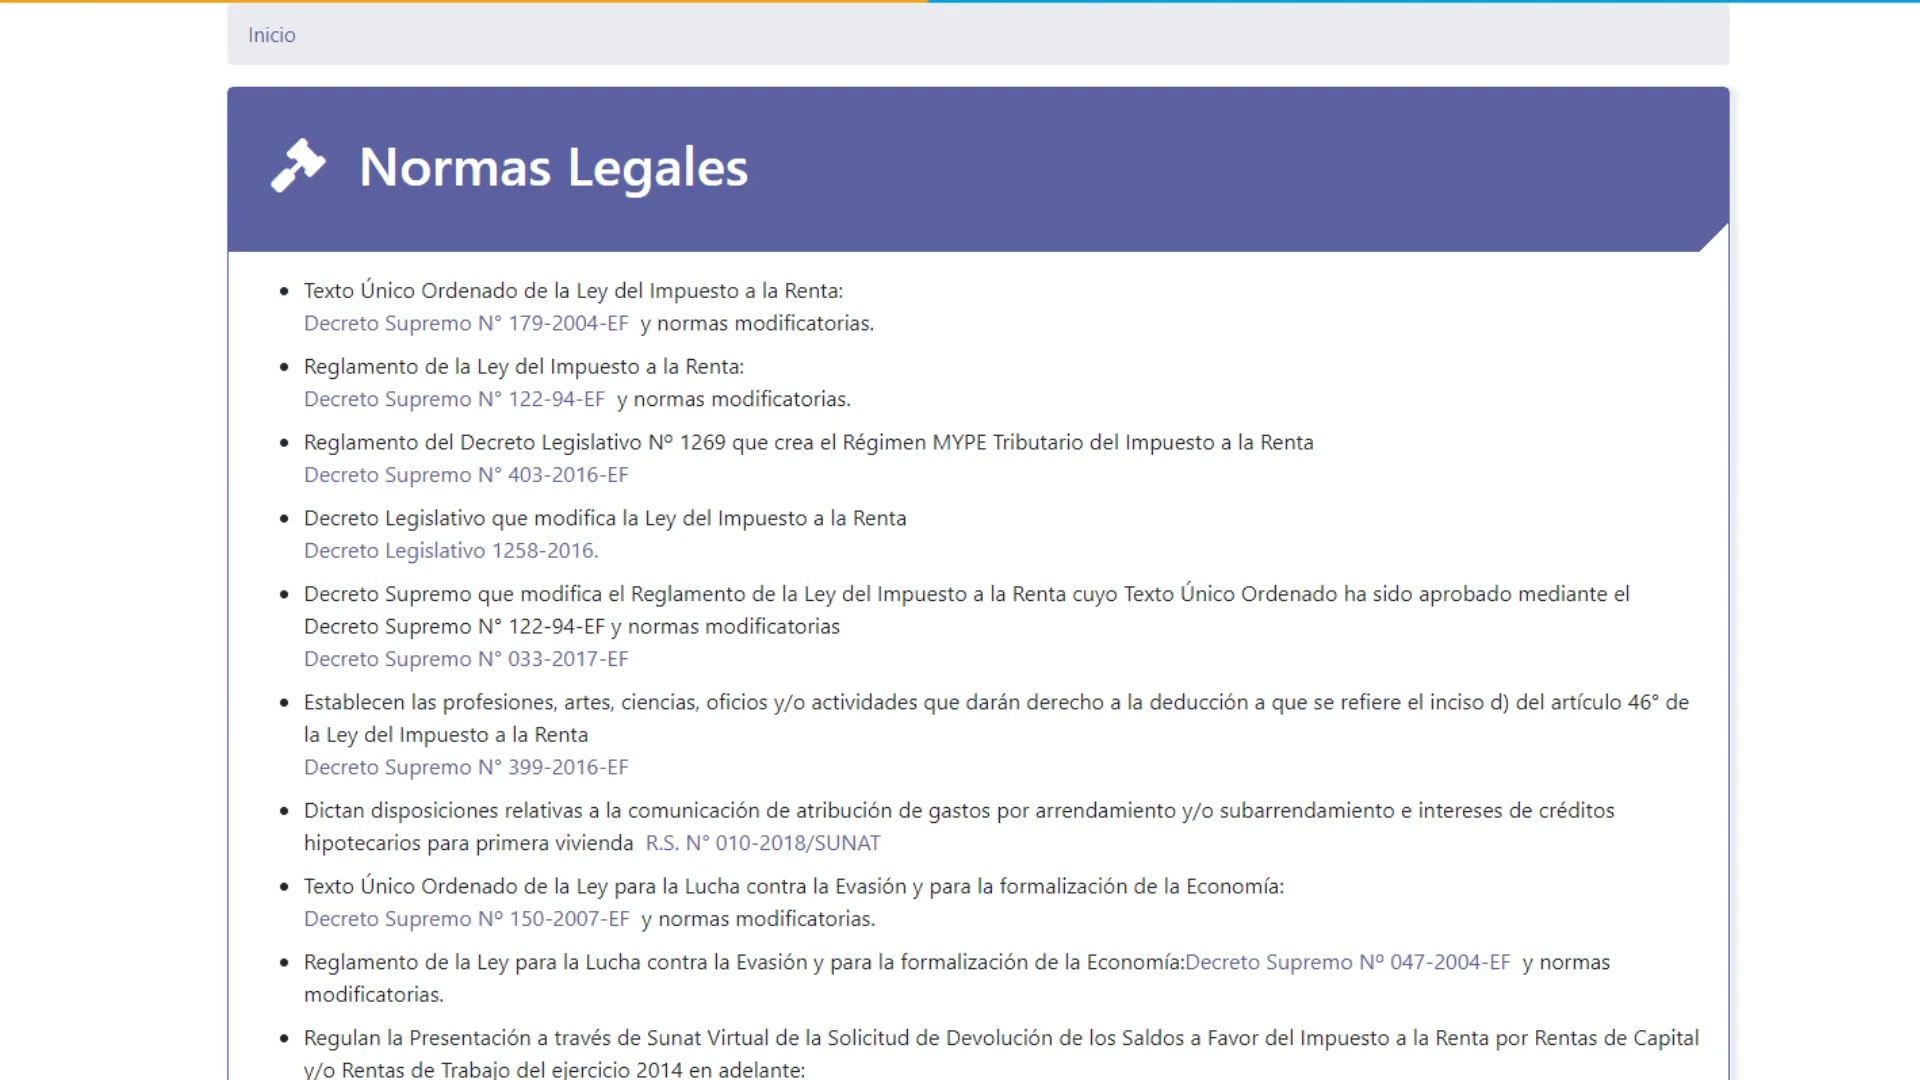 Inicio
Normas Legales
Texto Único Ordenado de la Ley del Impuesto a la Renta:
Decreto Supremo N° 179-2004-EF y normas modificatorias.
Reglamento de la Ley del Impuesto a la Renta:
Decreto Supremo N° 122-94-EF y normas modificatorias.
Reglamento del Decreto Legislativo Nº 1269 que crea el Régimen MYPE Tributario del Impuesto a la Renta
Decreto Supremo N° 403-2016-EF
Decreto Legislativo que modifica la Ley del Impuesto a la Renta
Decreto Legislativo 1258-2016.
Decreto Supremo que modifica el Reglamento de la Ley del Impuesto a la Renta cuyo Texto Único Ordenado ha sido aprobado mediante el
Decreto Supremo N° 122-94-EF y normas modificatorias
Decreto Supremo N° 033-2017-EF
Establecen las profesiones, artes, ciencias, oficios y/o actividades que darán derecho a la deducción a que se refiere el inciso d) del artículo 46° de
la Ley del Impuesto a la Renta
Decreto Supremo N° 399-2016-EF
Dictan disposiciones relativas a la comunicación de atribución de gastos por arrendamiento y/o subarrendamiento e intereses de créditos
hipotecarios para primera vivienda R.S. N° 010-2018/SUNAT
Texto Único Ordenado de la Ley para la Lucha contra la Evasión y para la formalización de la Economía:
Decreto Supremo Nº 150-2007-EF y normas modificatorias.
Reglamento de la Ley para la Lucha contra la Evasión y para la formalización de la Economía:Decreto Supremo Nº 047-2004-EF y normas
modificatorias.
Regulan la Presentación a través de Sunat Virtual de la Solicitud de Devolución de los Saldos a Favor del Impuesto a la Renta por Rentas de Capital
y/o Rentas de Trabajo del ejercicio 2014 en adelante: